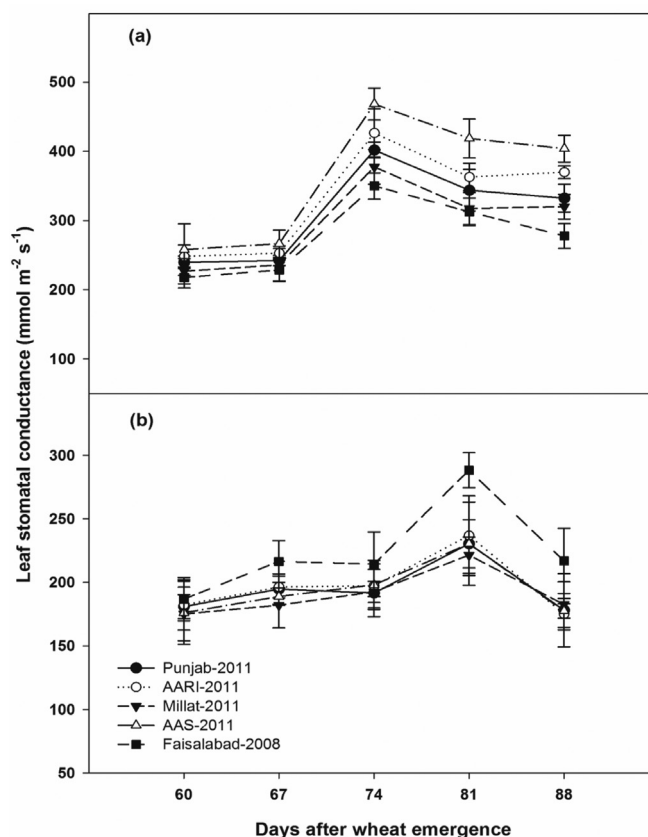 (a)
500
400
300
200
100
Leaf stomatal conductance (mmol m⁻² s⁻¹)
(b)
300
250
200
150
100
50
Punjab-2011
AARI-2011
Millat-2011
AAS-2011
Faisalabad-2008
60 67 74 81 88
Days after wheat emergence